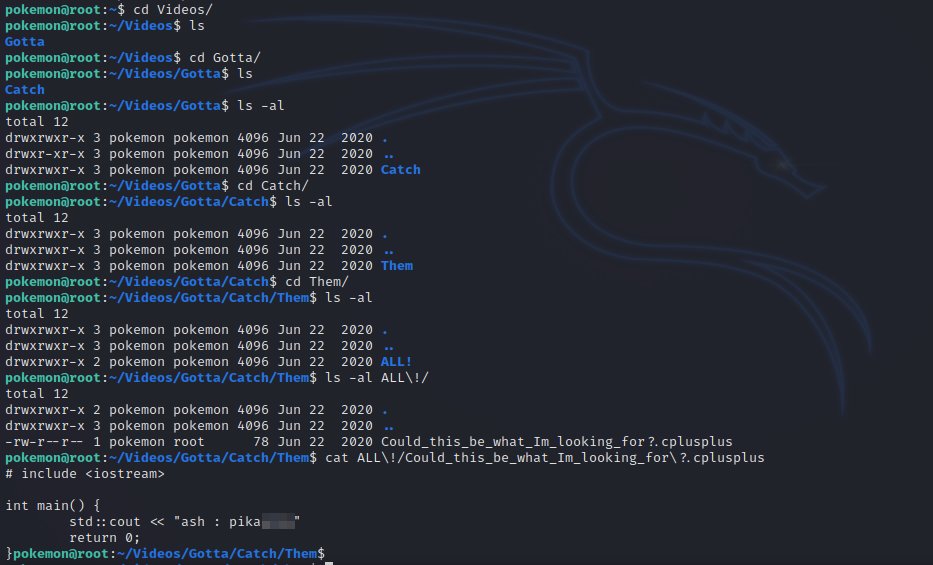 pokemon@root:~$ cd Videos/
pokemon@root:~/Videos$ ls
Gotta
pokemon@root:~/Videos$ cd Gotta/
pokemon@root:~/Videos/Gotta$ ls
Catch
pokemon@root:~/Videos/Gotta$ ls -al
total 12
drwxrwxr-x 3 pokemon pokemon 4096 Jun 22  2020 .
drwxr-xr-x 3 pokemon pokemon 4096 Jun 22  2020 ..
drwxrwxr-x 3 pokemon pokemon 4096 Jun 22  2020 Catch
pokemon@root:~/Videos/Gotta$ cd Catch/
pokemon@root:~/Videos/Gotta/Catch$ ls -al
total 12
drwxrwxr-x 3 pokemon pokemon 4096 Jun 22  2020 .
drwxrwxr-x 3 pokemon pokemon 4096 Jun 22  2020 ..
drwxrwxr-x 3 pokemon pokemon 4096 Jun 22  2020 Them
pokemon@root:~/Videos/Gotta/Catch$ cd Them/
pokemon@root:~/Videos/Gotta/Catch/Them$ ls -al
total 12
drwxrwxr-x 3 pokemon pokemon 4096 Jun 22  2020 .
drwxrwxr-x 3 pokemon pokemon 4096 Jun 22  2020 ..
drwxrwxr-x 2 pokemon pokemon 4096 Jun 22  2020 ALL!
pokemon@root:~/Videos/Gotta/Catch/Them$ ls -al ALL\!/
total 12
drwxrwxr-x 2 pokemon pokemon 4096 Jun 22  2020 .
drwxrwxr-x 3 pokemon pokemon 4096 Jun 22  2020 ..
-rw-r--r-- 1 pokemon root      78 Jun 22  2020 Could_this_be_what_Im_looking_for?.cplusplus
pokemon@root:~/Videos/Gotta/Catch/Them$ cat ALL\!/Could_this_be_what_Im_looking_for\?.cplusplus
# include <iostream>
int main() {
        std::cout << "ash : pika"
        return 0;
}pokemon@root:~/Videos/Gotta/Catch/Them$